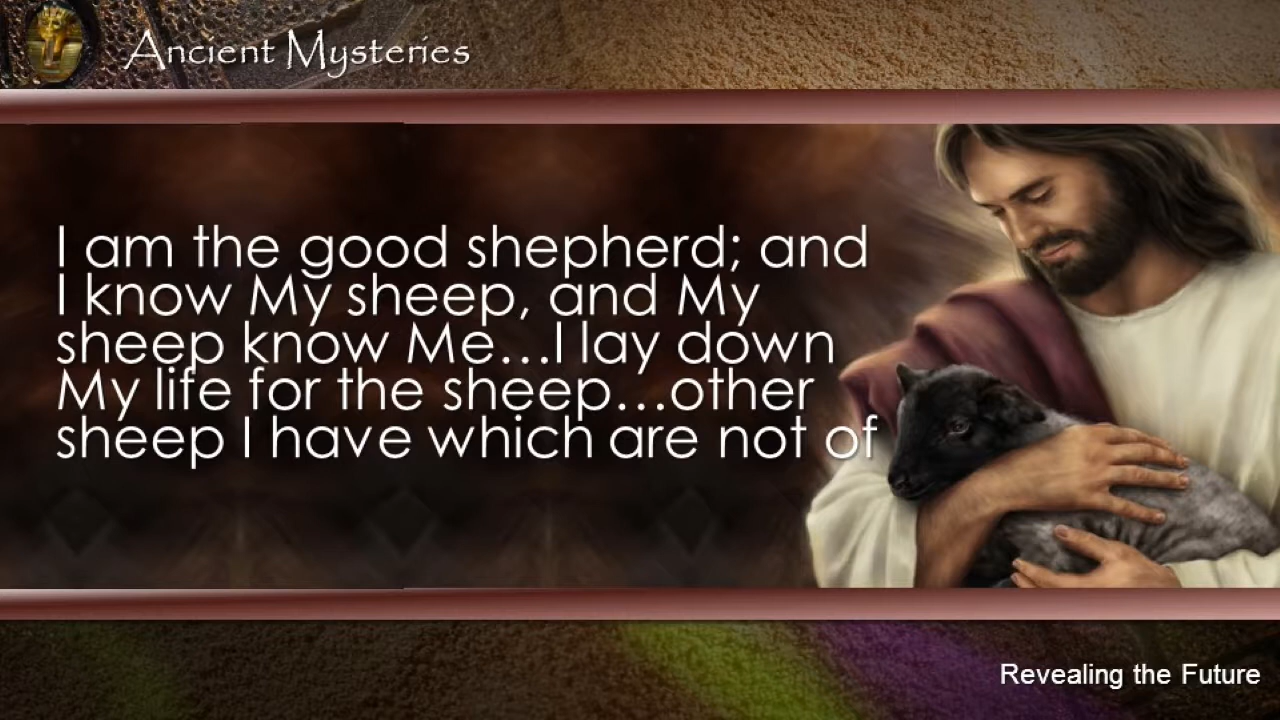 Ancient Mysteries
I am the good shepherd; and
I know My sheep, and My
sheep know Me...I lay down
My life for the sheep...other
sheep I have which are not of
Revealing the Future